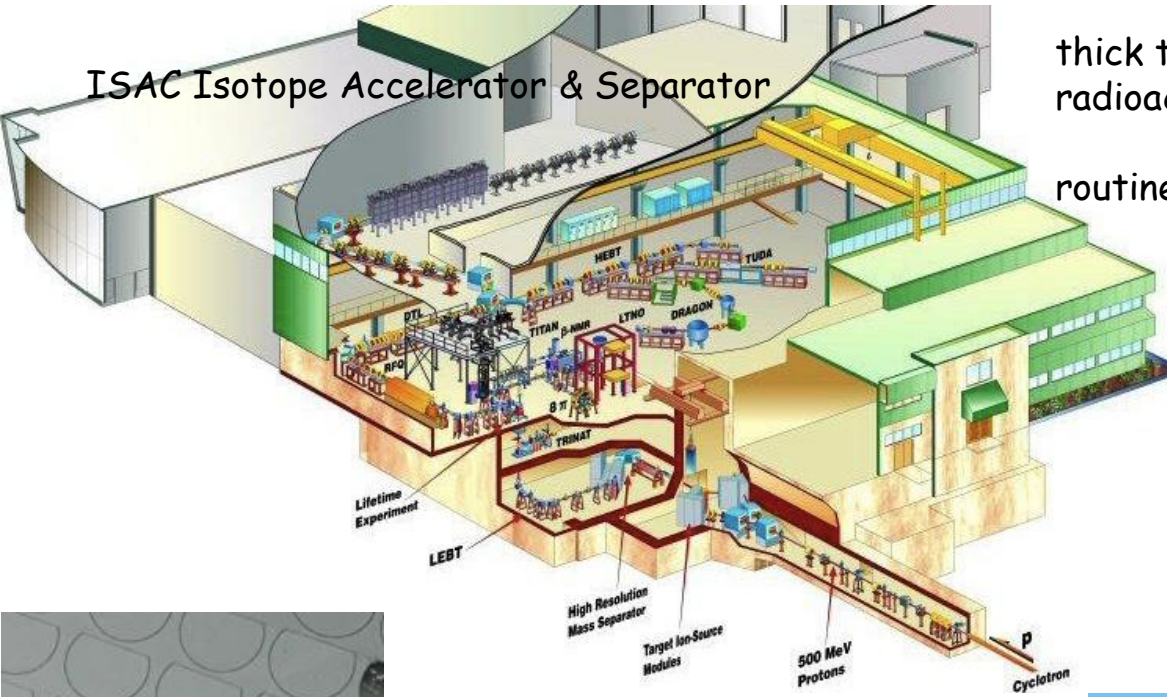 ISAC Isotope Accelerator & Separator
thick t
radioac
routine
HEBT
TUDA
DTL
TITAN
β-NMR
LTNO
DRAGON
RFQ
8 π
TRINAT
Lifetime
Experiment
LEBT
High Resolution
Mass Separator
Target Ion-Source
Modules
500 MeV
Protons
P
Cyclotron